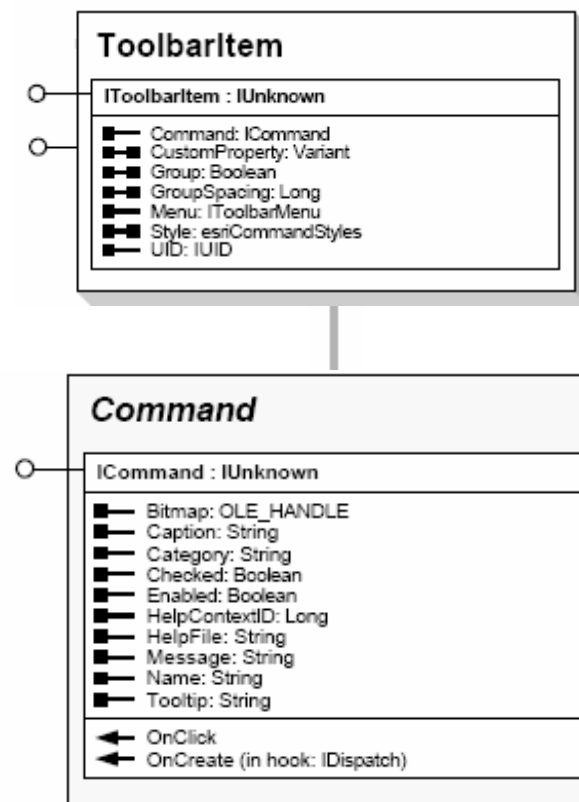 ToolbarItem
IToolbarItem : IUnknown
Command: ICommand
CustomProperty: Variant
Group: Boolean
GroupSpacing: Long
Menu: IToolbarMenu
Style: esriCommandStyles
UID: IUID
Command
ICommand : IUnknown
Bitmap: OLE_HANDLE
Caption: String
Category: String
Checked: Boolean
Enabled: Boolean
HelpContextID: Long
HelpFile: String
Message: String
Name: String
Tooltip: String
OnClick
OnCreate (in hook: IDispatch)